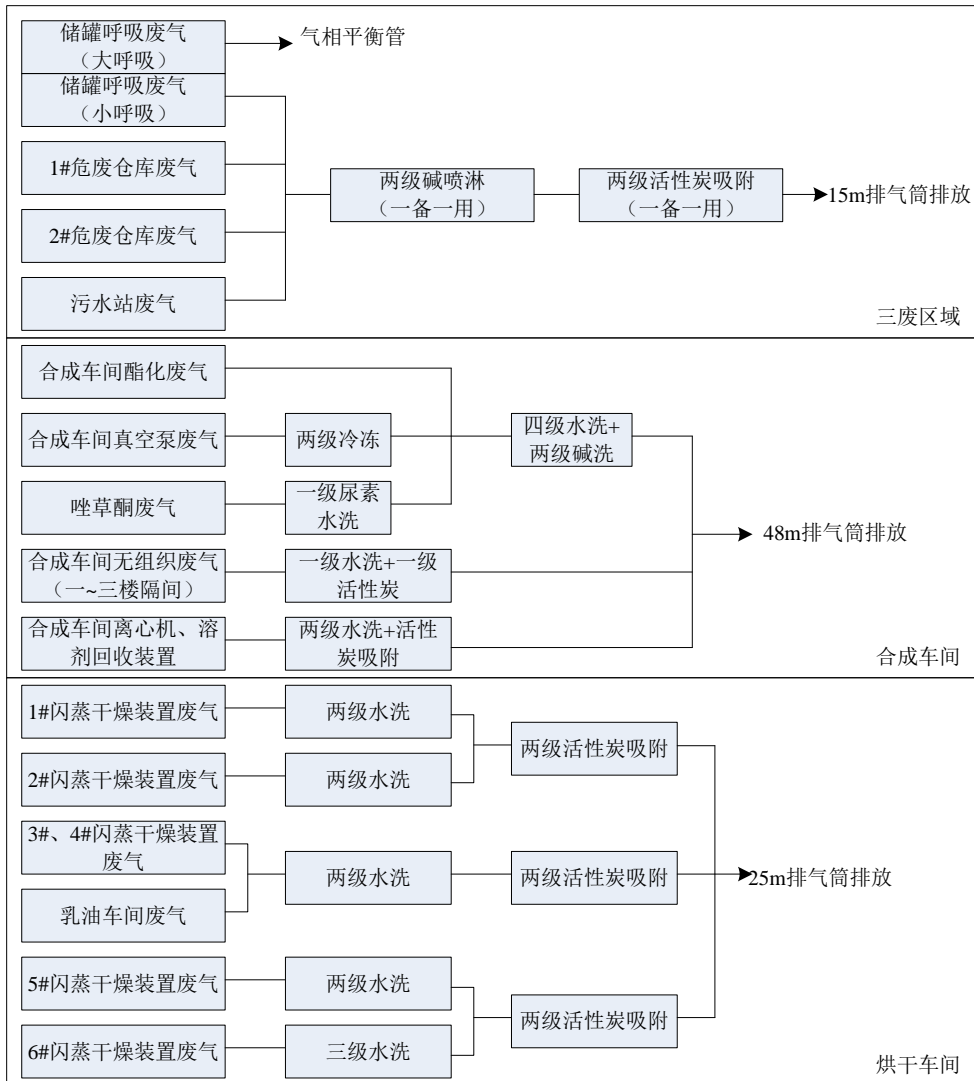 储罐呼吸废气
（大呼吸）
气相平衡管
储罐呼吸废气
（小呼吸）
1#危废仓库废气
2#危废仓库废气
污水站废气
两级碱喷淋
（一备一用）
两级活性炭吸附
（一备一用）
15m排气筒排放
三废区域
合成车间酯化废气
合成车间真空泵废气
两级冷冻
四级水洗+
两级碱洗
唑草酮废气
一级尿素
水洗
合成车间无组织废气
（一~三楼隔间）
一级水洗+一级
活性炭
合成车间离心机、溶
剂回收装置
两级水洗+活性
炭吸附
48m排气筒排放
合成车间
1#闪蒸干燥装置废气
两级水洗
2#闪蒸干燥装置废气
两级水洗
两级活性炭吸附
3#、4#闪蒸干燥装置
废气
乳油车间废气
两级水洗
两级活性炭吸附
25m排气筒排放
5#闪蒸干燥装置废气
两级水洗
6#闪蒸干燥装置废气
三级水洗
两级活性炭吸附
烘干车间